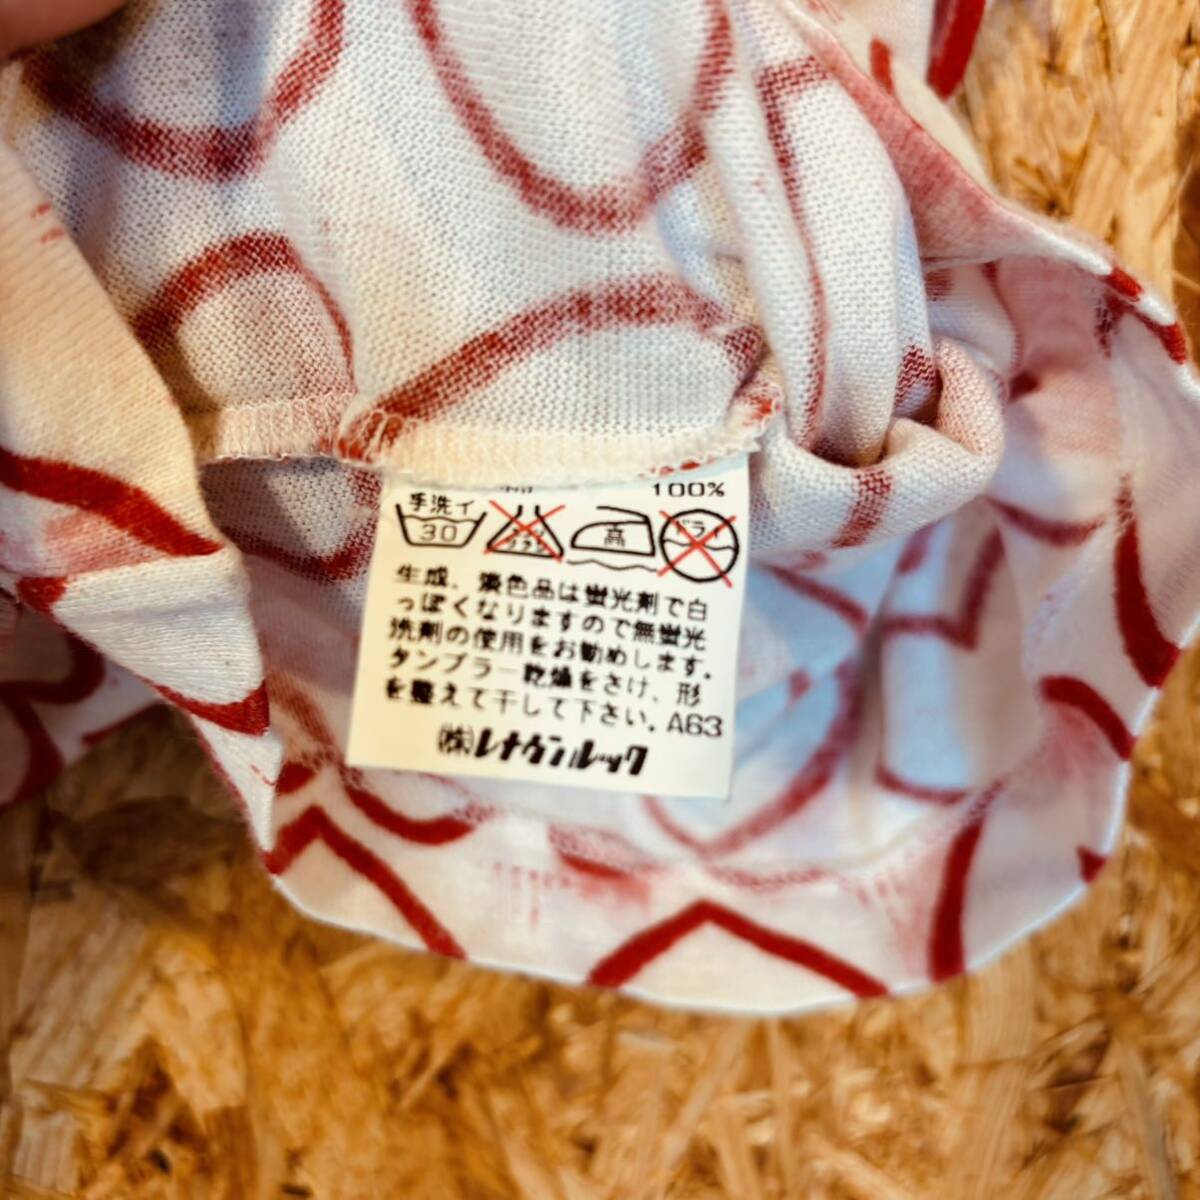 100%
手洗イ
30 高 ドライ
生成、淡色品は蛍光剤で白
っぽくなりますので無蛍光
洗剤の使用をお勧めします。
タンブラー乾燥をさけ、形
を整えて干して下さい。A63
(株)レナウンルック